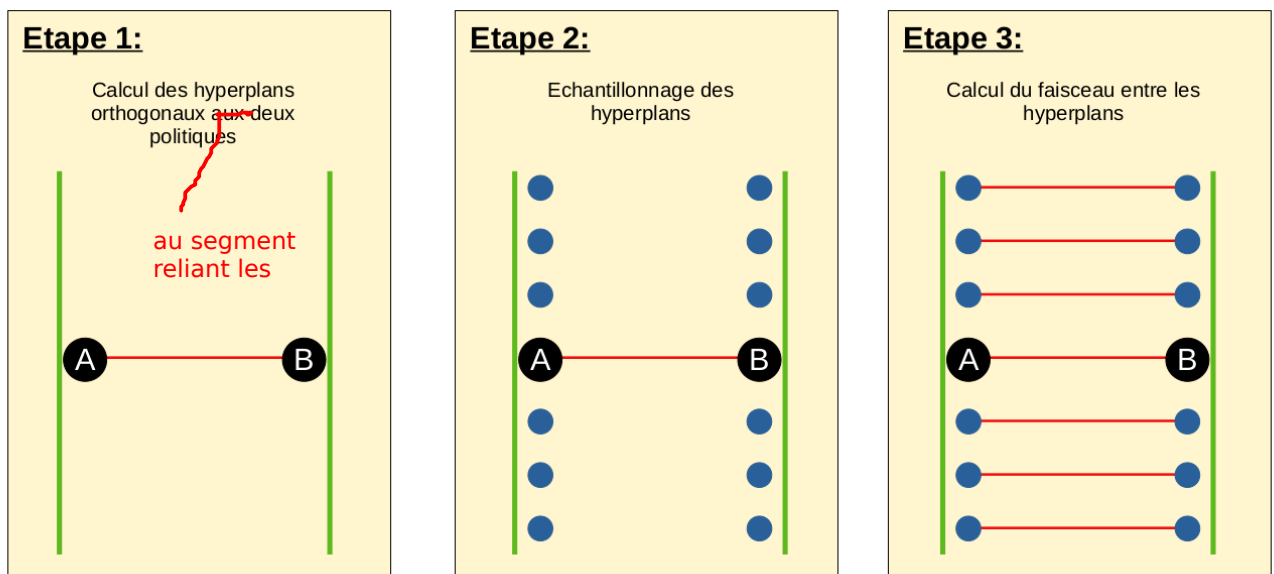 Etape 1:
Calcul des hyperplans
orthogonaux aux deux
politiques
au segment
reliant les
A
B
Etape 2:
Echantillonnage des
hyperplans
A
B
Etape 3:
Calcul du faisceau entre les
hyperplans
A
B